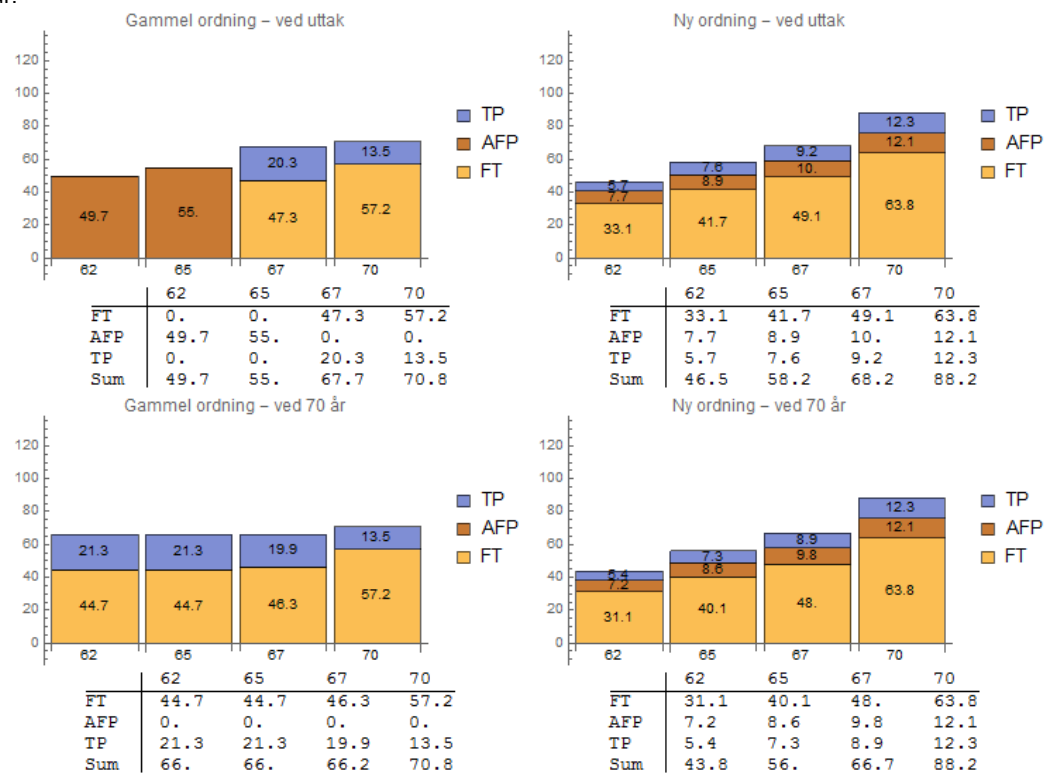 år.
Gammel ordning – ved uttak
120
100
80
60
40
20
0
49.7
55.
20.3
47.3
13.5
57.2
62 65 67 70
TP
AFP
FT
62 65 67 70
FT 0. 0. 47.3 57.2
AFP 49.7 55. 0. 0.
TP 0. 0. 20.3 13.5
Sum 49.7 55. 67.7 70.8
Ny ordning – ved uttak
120
100
80
60
40
20
0
5.7
7.7
33.1
7.6
8.9
41.7
9.2
10.
49.1
12.3
12.1
63.8
62 65 67 70
TP
AFP
FT
62 65 67 70
FT 33.1 41.7 49.1 63.8
AFP 7.7 8.9 10. 12.1
TP 5.7 7.6 9.2 12.3
Sum 46.5 58.2 68.2 88.2
Gammel ordning – ved 70 år
120
100
80
60
40
20
0
21.3
44.7
21.3
44.7
19.9
46.3
13.5
57.2
62 65 67 70
TP
AFP
FT
62 65 67 70
FT 44.7 44.7 46.3 57.2
AFP 0. 0. 0. 0.
TP 21.3 21.3 19.9 13.5
Sum 66. 66. 66.2 70.8
Ny ordning – ved 70 år
120
100
80
60
40
20
0
5.4
7.2
31.1
7.3
8.6
40.1
8.9
9.8
48.
12.3
12.1
63.8
62 65 67 70
TP
AFP
FT
62 65 67 70
FT 31.1 40.1 48. 63.8
AFP 7.2 8.6 9.8 12.1
TP 5.4 7.3 8.9 12.3
Sum 43.8 56. 66.7 88.2